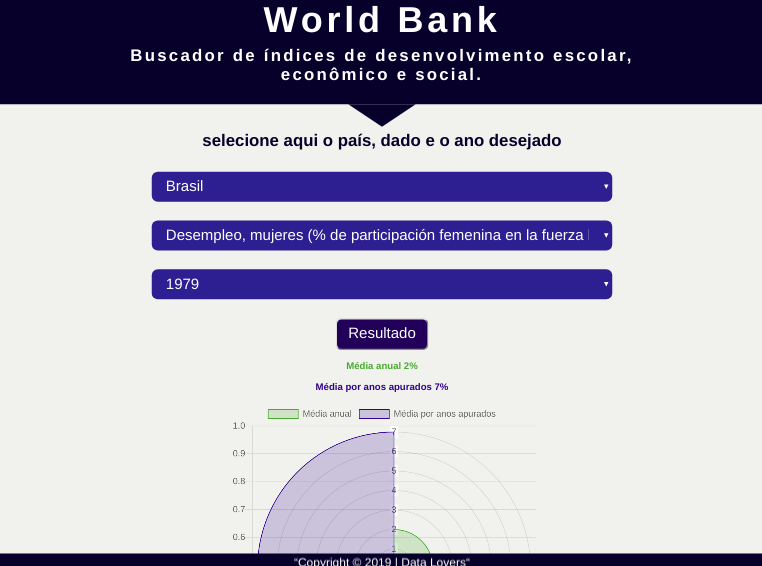 World Bank
Buscador de índices de desenvolvimento escolar,
econômico e social.
selecione aqui o país, dado e o ano desejado
Brasil
Desempleo, mujeres (% de participación femenina en la fuerza
1979
Resultado
Média anual 2%
Média por anos apurados 7%
Média anual Média por anos apurados
1.0
0.9
0.8
0.7
0.6
7
6
5
4
3
2
1
“Copyright © 2019 | Data Lovers“